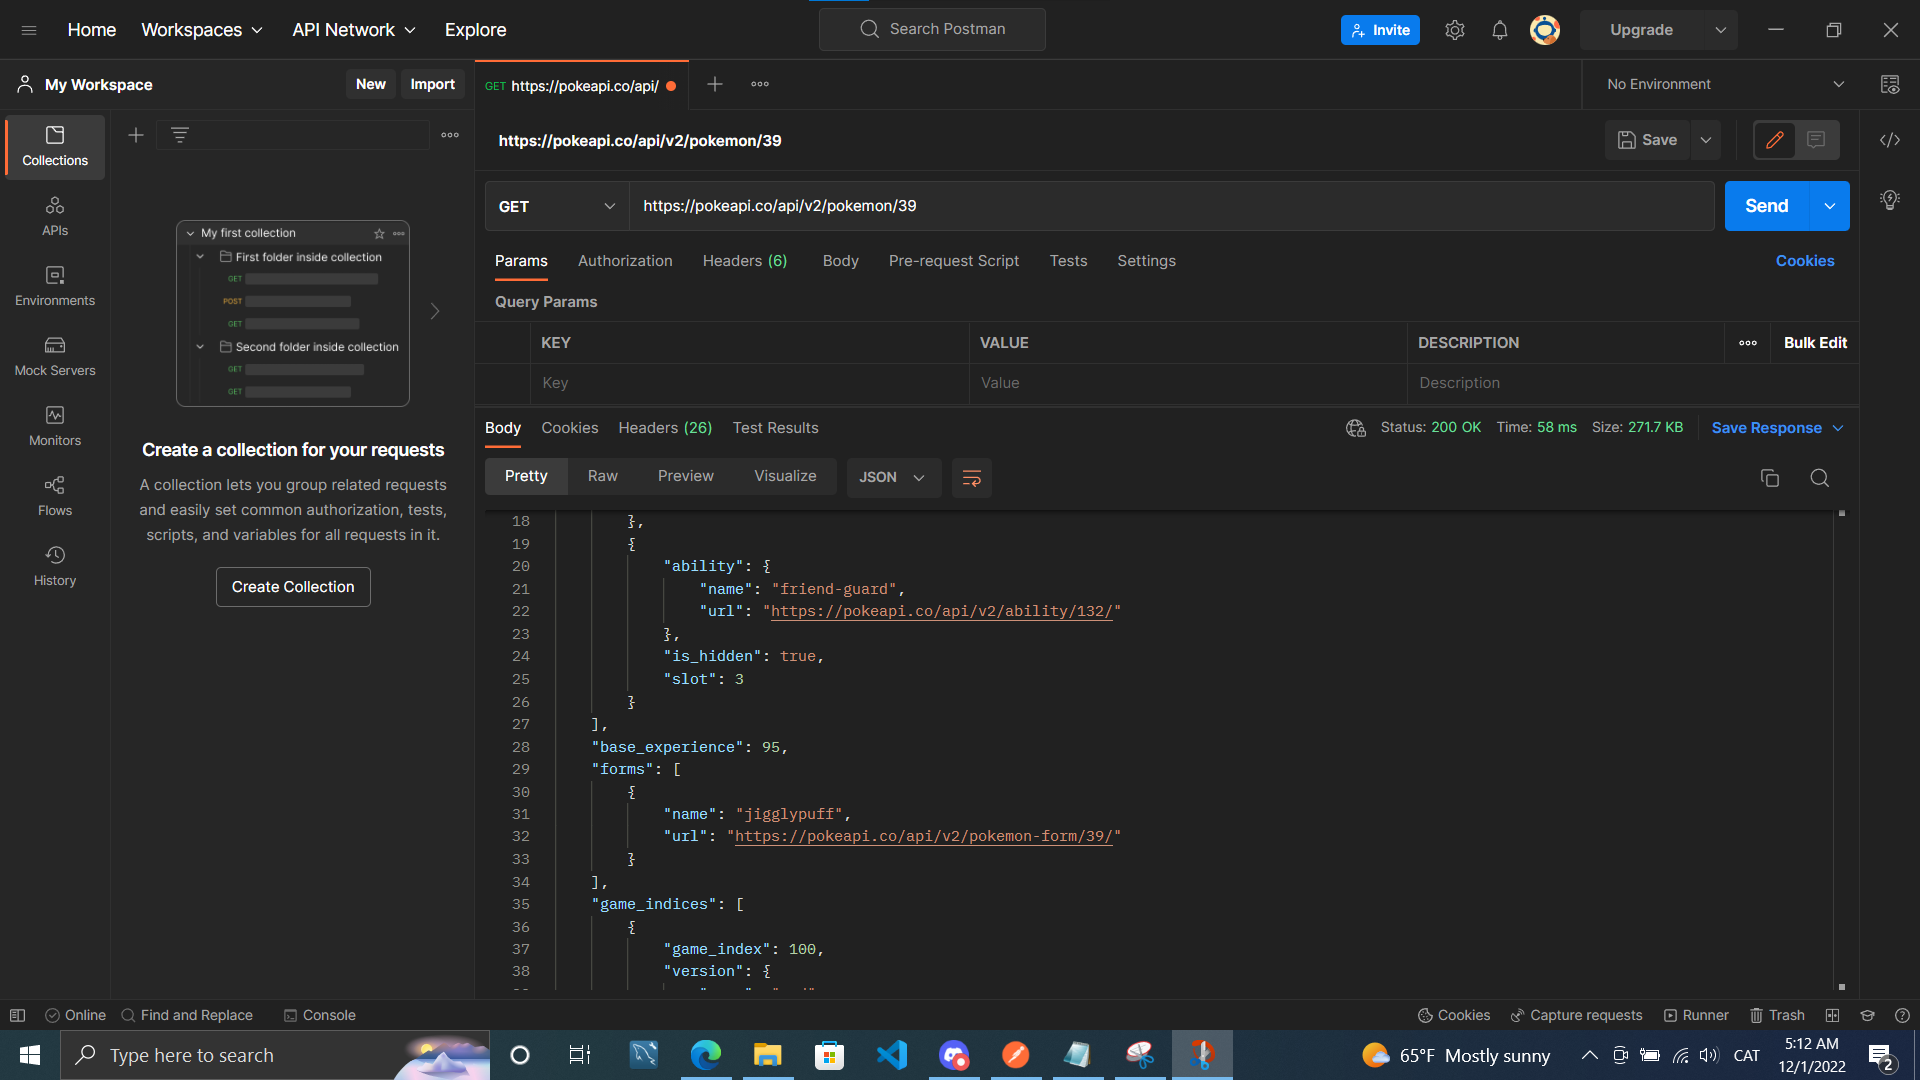 Home Workspaces API Network Explore
Search Postman
Invite
Upgrade
My Workspace
New Import
GET https://pokeapi.co/api/
No Environment
Collections
APIs
Environments
Mock Servers
Monitors
Flows
History
My first collection
First folder inside collection
GET
POST
GET
Second folder inside collection
GET
GET
Create a collection for your requests
A collection lets you group related requests
and easily set common authorization, tests,
scripts, and variables for all requests in it.
Create Collection
https://pokeapi.co/api/v2/pokemon/39
Save
GET https://pokeapi.co/api/v2/pokemon/39
Send
Params Authorization Headers (6) Body Pre-request Script Tests Settings
Cookies
Query Params
KEY VALUE DESCRIPTION Bulk Edit
Key Value Description
Body Cookies Headers (26) Test Results
Status: 200 OK Time: 58 ms Size: 271.7 KB Save Response
Pretty Raw Preview Visualize JSON
18 },
19 {
20 "ability": {
21 "name": "friend-guard",
22 "url": "https://pokeapi.co/api/v2/ability/132/"
23 },
24 "is_hidden": true,
25 "slot": 3
26 }
27 ],
28 "base_experience": 95,
29 "forms": [
30 {
31 "name": "jigglypuff",
32 "url": "https://pokeapi.co/api/v2/pokemon-form/39/"
33 }
34 ],
35 "game_indices": [
36 {
37 "game_index": 100,
38 "version": {
Online Find and Replace Console
Cookies Capture requests Runner Trash
Type here to search
65°F Mostly sunny
CAT
5:12 AM
12/1/2022
2